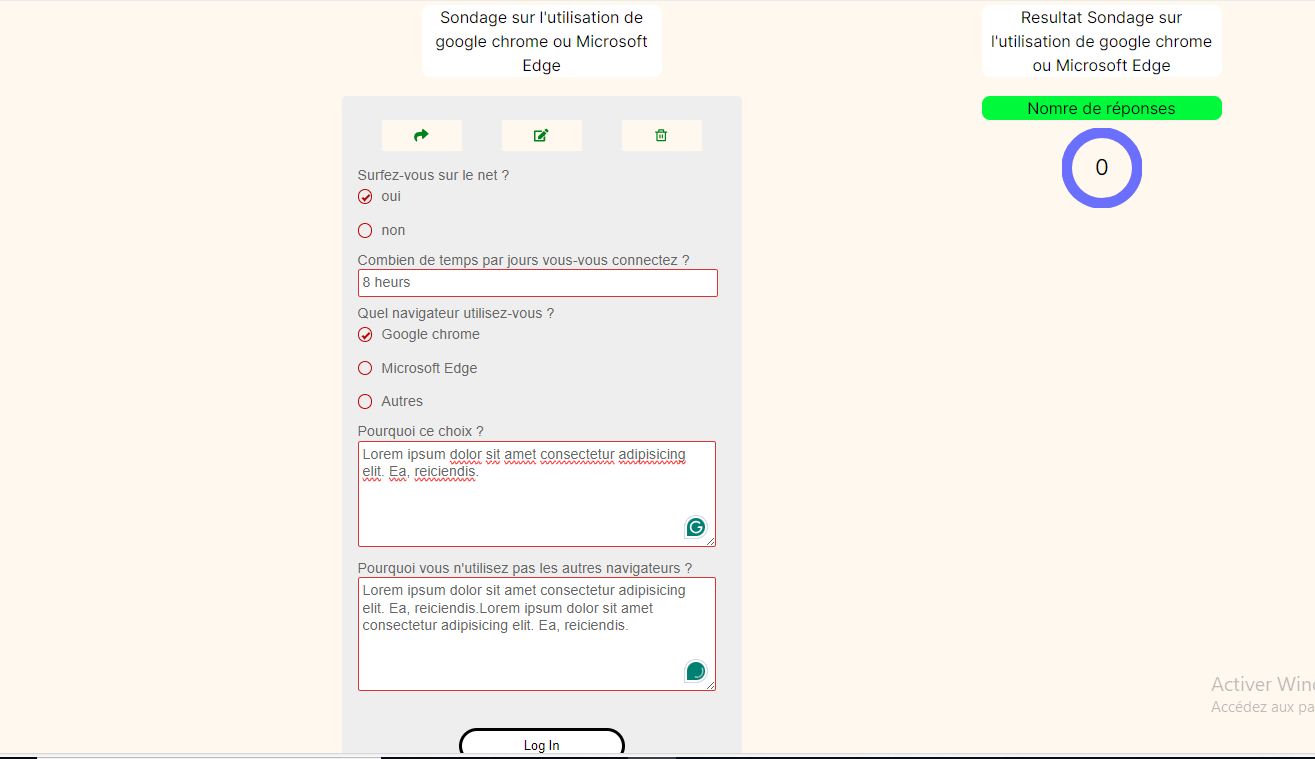 Sondage sur l'utilisation de
google chrome ou Microsoft
Edge
Resultat Sondage sur
l'utilisation de google chrome
ou Microsoft Edge
Nomre de réponses
0
Surfez-vous sur le net ?
oui
non
Combien de temps par jours vous-vous connectez ?
8 heurs
Quel navigateur utilisez-vous ?
Google chrome
Microsoft Edge
Autres
Pourquoi ce choix ?
Lorem ipsum dolor sit amet consectetur adipisicing
elit. Ea, reiciendis.
Pourquoi vous n'utilisez pas les autres navigateurs ?
Lorem ipsum dolor sit amet consectetur adipisicing
elit. Ea, reiciendis.Lorem ipsum dolor sit amet
consectetur adipisicing elit. Ea, reiciendis.
Log In
Activer Win
Accédez aux pa